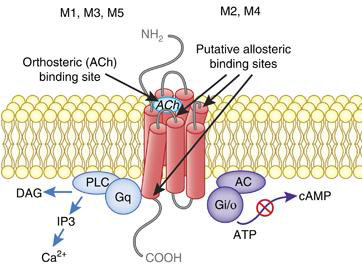 M1, M3, M5
M2, M4
NH₂
Orthosteric (ACh)
binding site
Putative allosteric
binding sites
ACh
PLC
Gq
DAG
IP3
Ca²⁺
AC
Gi/o
cAMP
ATP
COOH